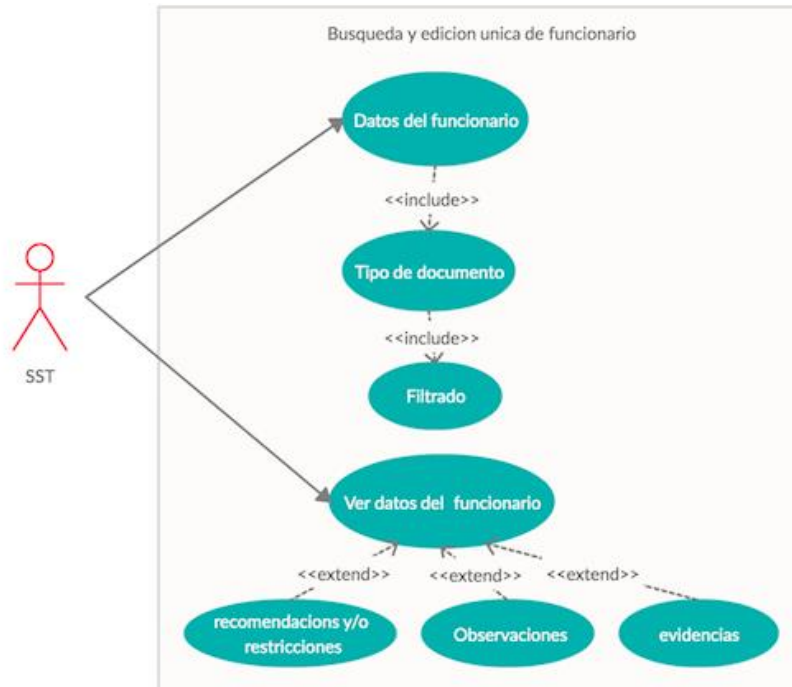 Busqueda y edicion unica de funcionario
Datos del funcionario
<<include>>
Tipo de documento
<<include>>
Filtrado
SST
Ver datos del funcionario
<<extend>>
<<extend>>
<<extend>>
recomendacions y/o
restricciones
Observaciones
evidencias